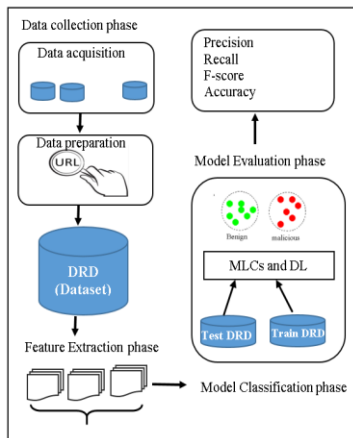 Data collection phase
Data acquisition
Data preparation
URL
DRD
(Dataset)
Feature Extraction phase
Precision
Recall
F-score
Accuracy
Model Evaluation phase
Benign
malicious
MLCs and DL
Test DRD
Train DRD
Model Classification phase